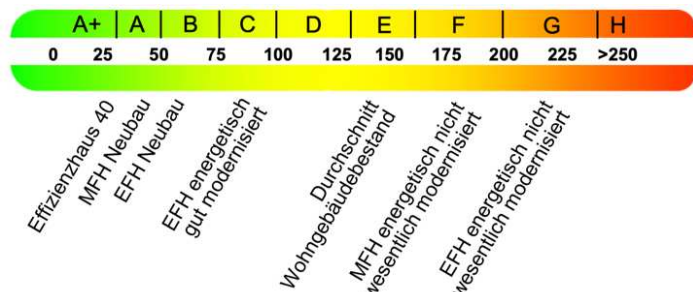 A+ A B C D E F G H
0 25 50 75 100 125 150 175 200 225 >250
Effizienzhaus 40
MFH Neubau
EFH Neubau
EFH energetisch
gut modernisiert
Durchschnitt
Wohngebäudebestand
MFH energetisch nicht
wesentlich modernisiert
EFH energetisch nicht
wesentlich modernisiert